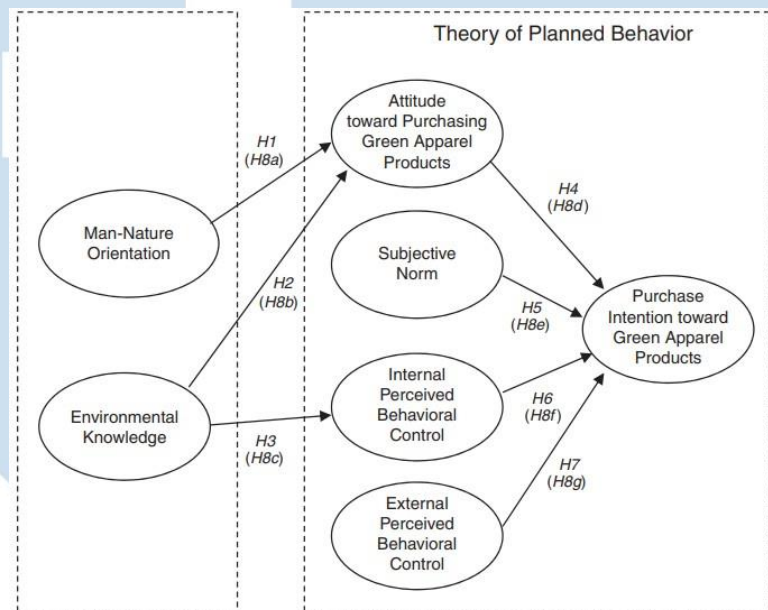 Theory of Planned Behavior
Attitude
toward Purchasing
Green Apparel
Products
H1
(H8a)
H4
(H8d)
Man-Nature
Orientation
Subjective
Norm
H2
(H8b)
H5
(H8e)
Purchase
Intention toward
Green Apparel
Products
Internal
Perceived
Behavioral
Control
Environmental
Knowledge
H3
(H8c)
H6
(H8f)
H7
(H8g)
External
Perceived
Behavioral
Control